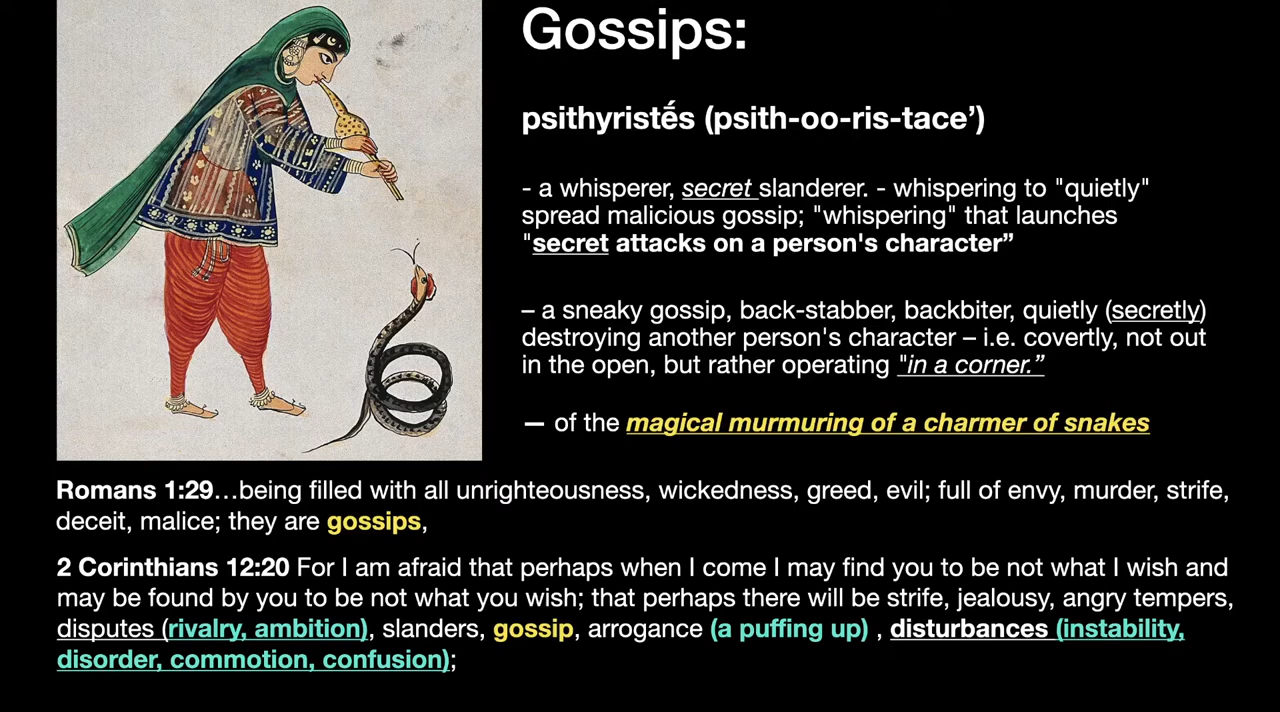 Gossips:
psithyristḗs (psith-oo-ris-tace’)
- a whisperer, secret slanderer. - whispering to "quietly"
spread malicious gossip; "whispering" that launches
"secret attacks on a person's character”
– a sneaky gossip, back-stabber, backbiter, quietly (secretly)
destroying another person's character – i.e. covertly, not out
in the open, but rather operating "in a corner.”
— of the magical murmuring of a charmer of snakes
Romans 1:29…being filled with all unrighteousness, wickedness, greed, evil; full of envy, murder, strife,
deceit, malice; they are gossips,
2 Corinthians 12:20 For I am afraid that perhaps when I come I may find you to be not what I wish and
may be found by you to be not what you wish; that perhaps there will be strife, jealousy, angry tempers,
disputes (rivalry, ambition), slanders, gossip, arrogance (a puffing up) , disturbances (instability,
disorder, commotion, confusion);